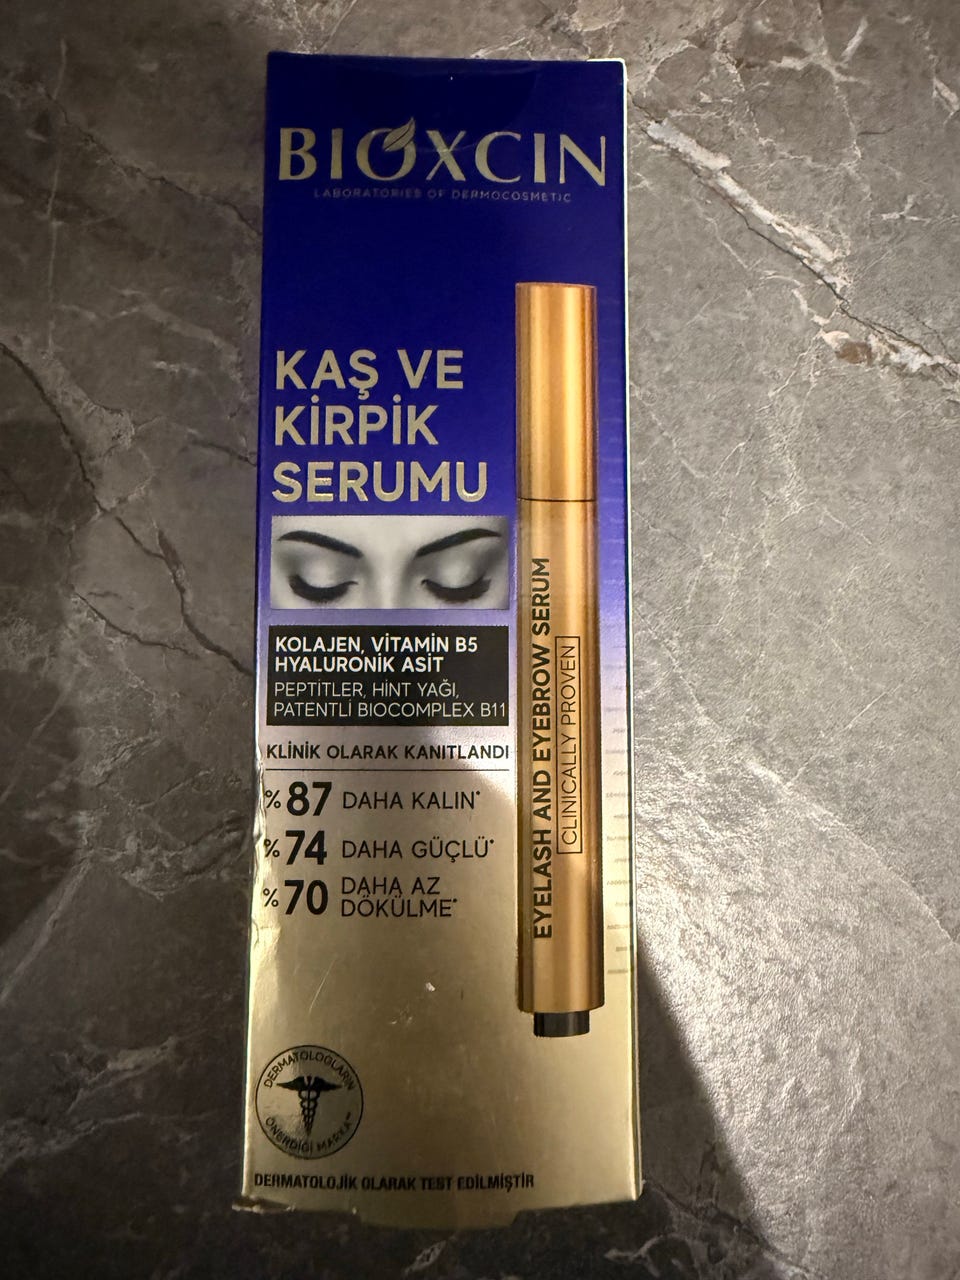 BIOXCIN
LABORATORIES OF DERMOCOSMETIC
KAŞ VE
KİRPİK
SERUMU
KOLAJEN, VİTAMİN B5
HYALURONİK ASİT
PEPTİTLER, HİNT YAĞI,
PATENTLİ BIOCOMPLEX B11
KLİNİK OLARAK KANITLANDI
%87 DAHA KALIN*
%74 DAHA GÜÇLÜ*
%70 DAHA AZ
DÖKÜLME*
EYELASH AND EYEBROW SERUM
CLINICALLY PROVEN
DERMATOLOGLARIN
ÖNERDİĞİ MARKA
DERMATOLOJİK OLARAK TEST EDİLMİŞTİR